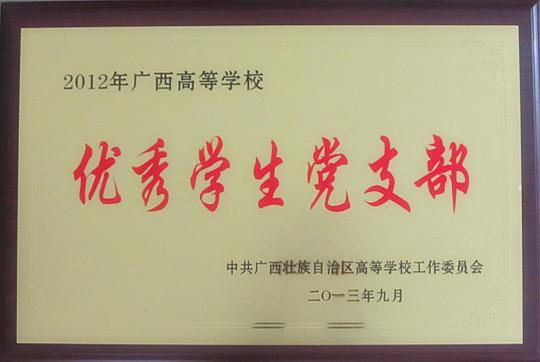 2012年广西高等学校
优秀学生党支部
中共广西壮族自治区高等学校工作委员会
二〇一三年九月